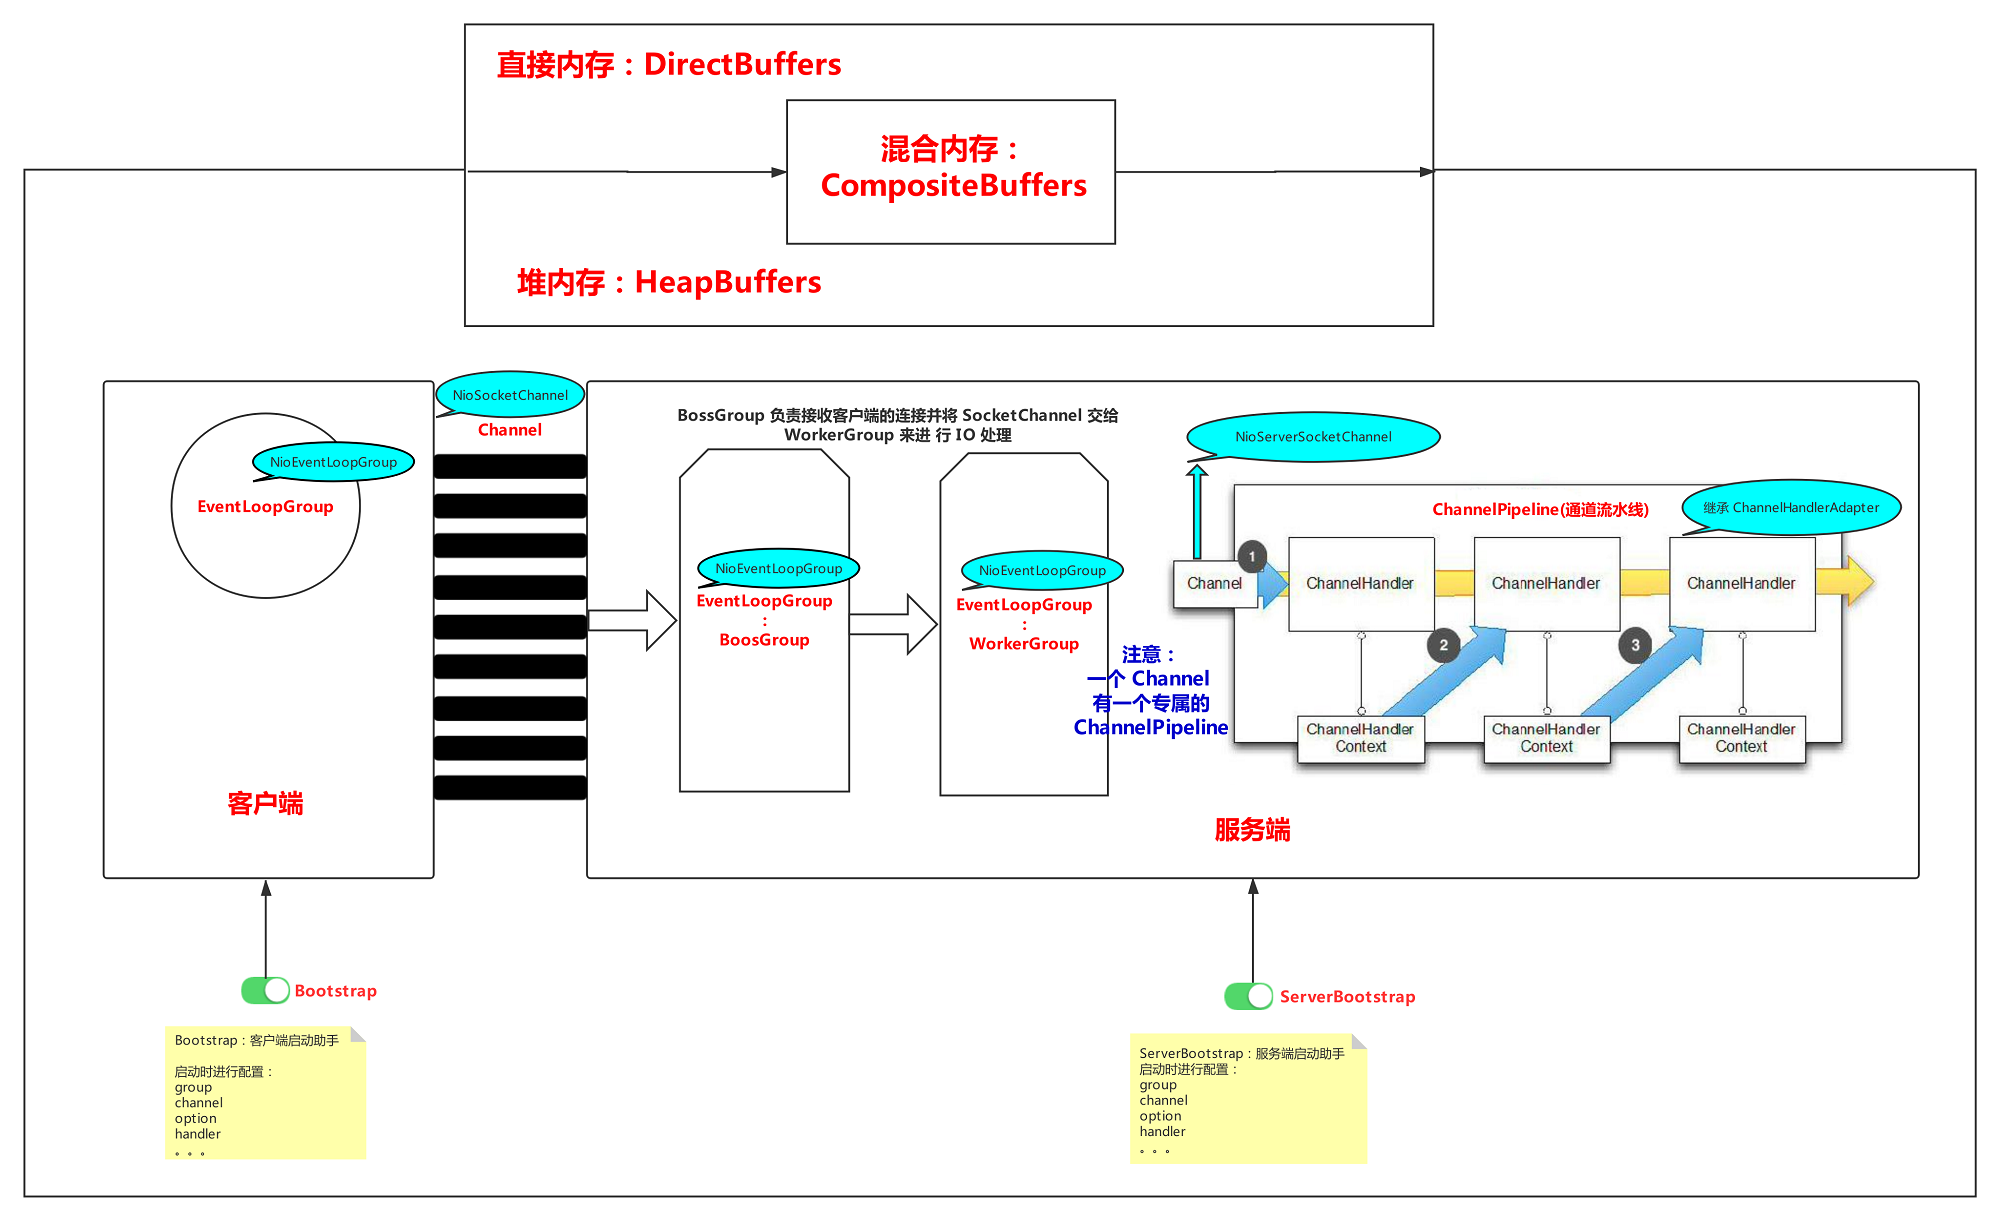 直接内存：DirectBuffers
混合内存：
CompositeBuffers
堆内存：HeapBuffers
NioSocketChannel
Channel
NioEventLoopGroup
EventLoopGroup
客户端
BossGroup 负责接收客户端的连接并将 SocketChannel 交给
WorkerGroup 来进 行 IO 处理
NioEventLoopGroup
EventLoopGroup
:
BoosGroup
NioEventLoopGroup
EventLoopGroup
:
WorkerGroup
注意：
一个 Channel
有一个专属的
ChannelPipeline
NioServerSocketChannel
ChannelPipeline(通道流水线)
继承 ChannelHandlerAdapter
Channel
1
ChannelHandler
ChannelHandler
ChannelHandler
2
3
ChannelHandler
Context
ChannelHandler
Context
ChannelHandler
Context
服务端
Bootstrap
Bootstrap：客户端启动助手
启动时进行配置：
group
channel
option
handler
。。。
ServerBootstrap
ServerBootstrap：服务端启动助手
启动时进行配置：
group
channel
option
handler
。。。